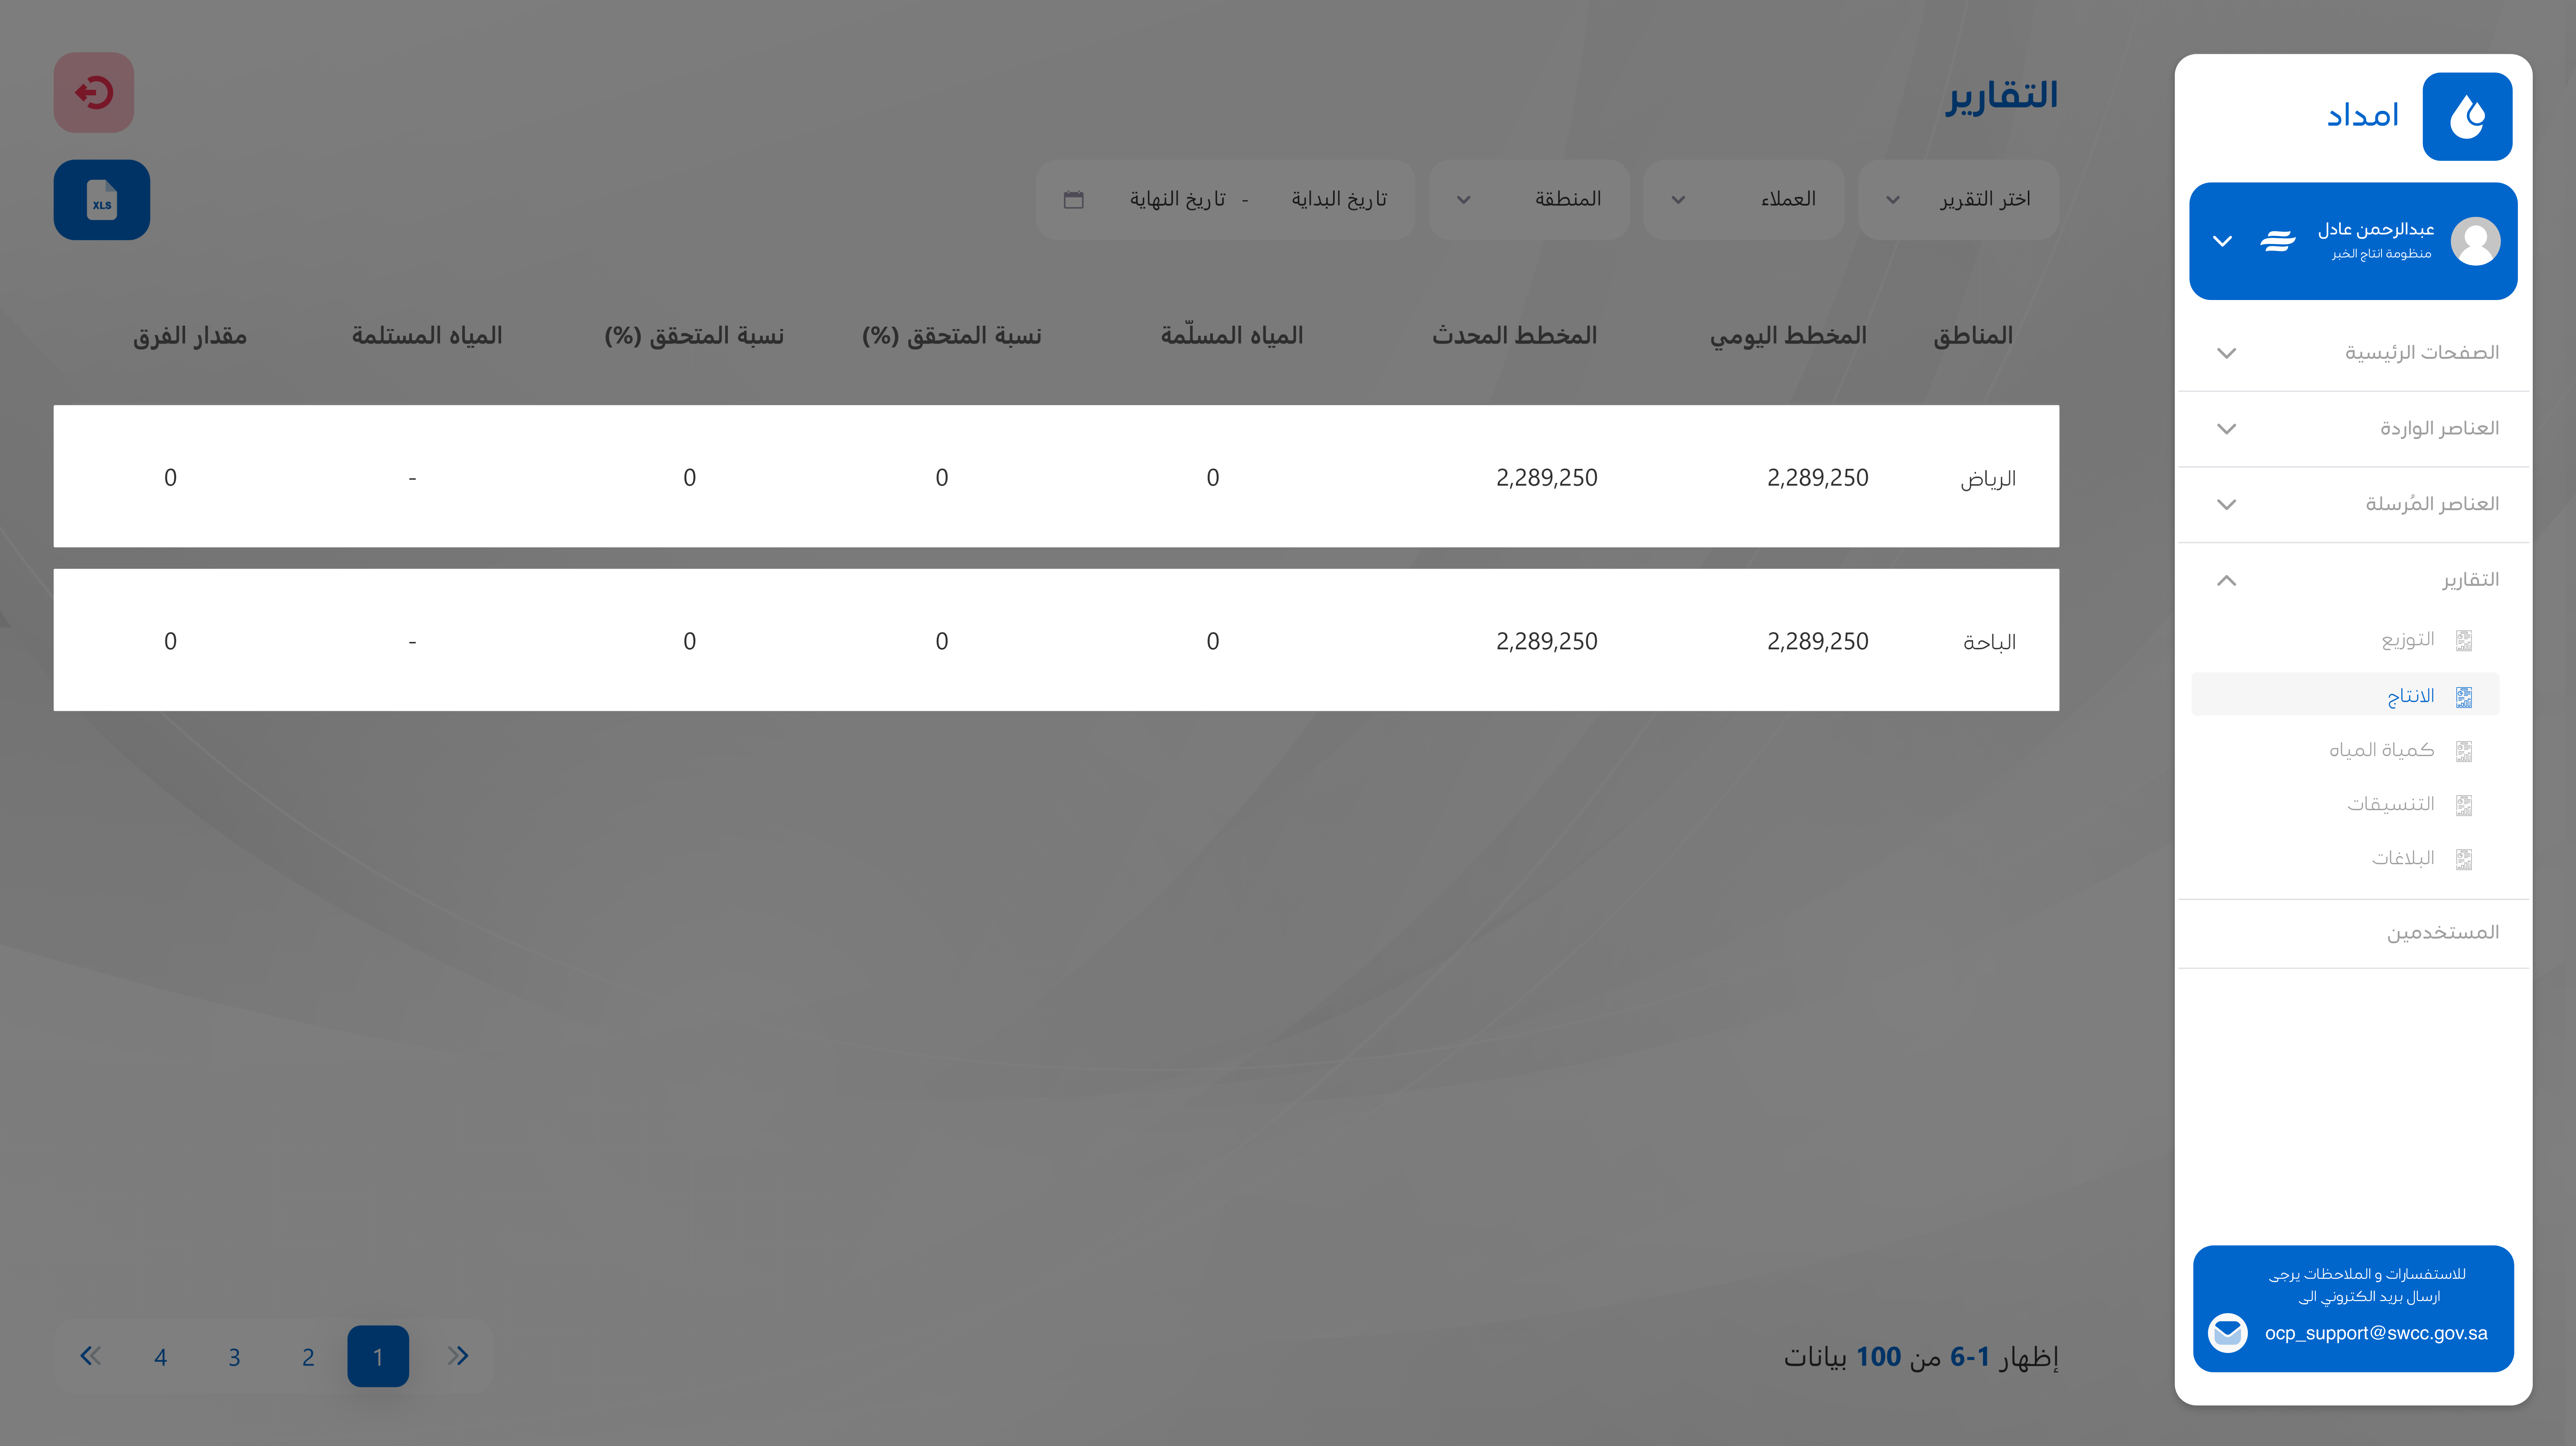 امداد
عبدالرحمن عادل
منظومة انتاج الخبر
الصفحات الرئيسية
العناصر الواردة
العناصر المُرسلة
التقارير
التوزيع
الانتاج
كمياة المياه
التنسيقات
البلاغات
المستخدمين
للاستفسارات و الملاحظات يرجى
ارسال بريد الكتروني الى
ocp_support@swcc.gov.sa
التقارير
اختر التقرير العملاء المنطقة تاريخ البداية - تاريخ النهاية
XLS
المناطق المخطط اليومي المخطط المحدث المياه المسلّمة نسبة المتحقق (%) نسبة المتحقق (%) المياه المستلمة مقدار الفرق
الرياض 2,289,250 2,289,250 0 0 0 - 0
الباحة 2,289,250 2,289,250 0 0 0 - 0
إظهار 1-6 من 100 بيانات
1 2 3 4